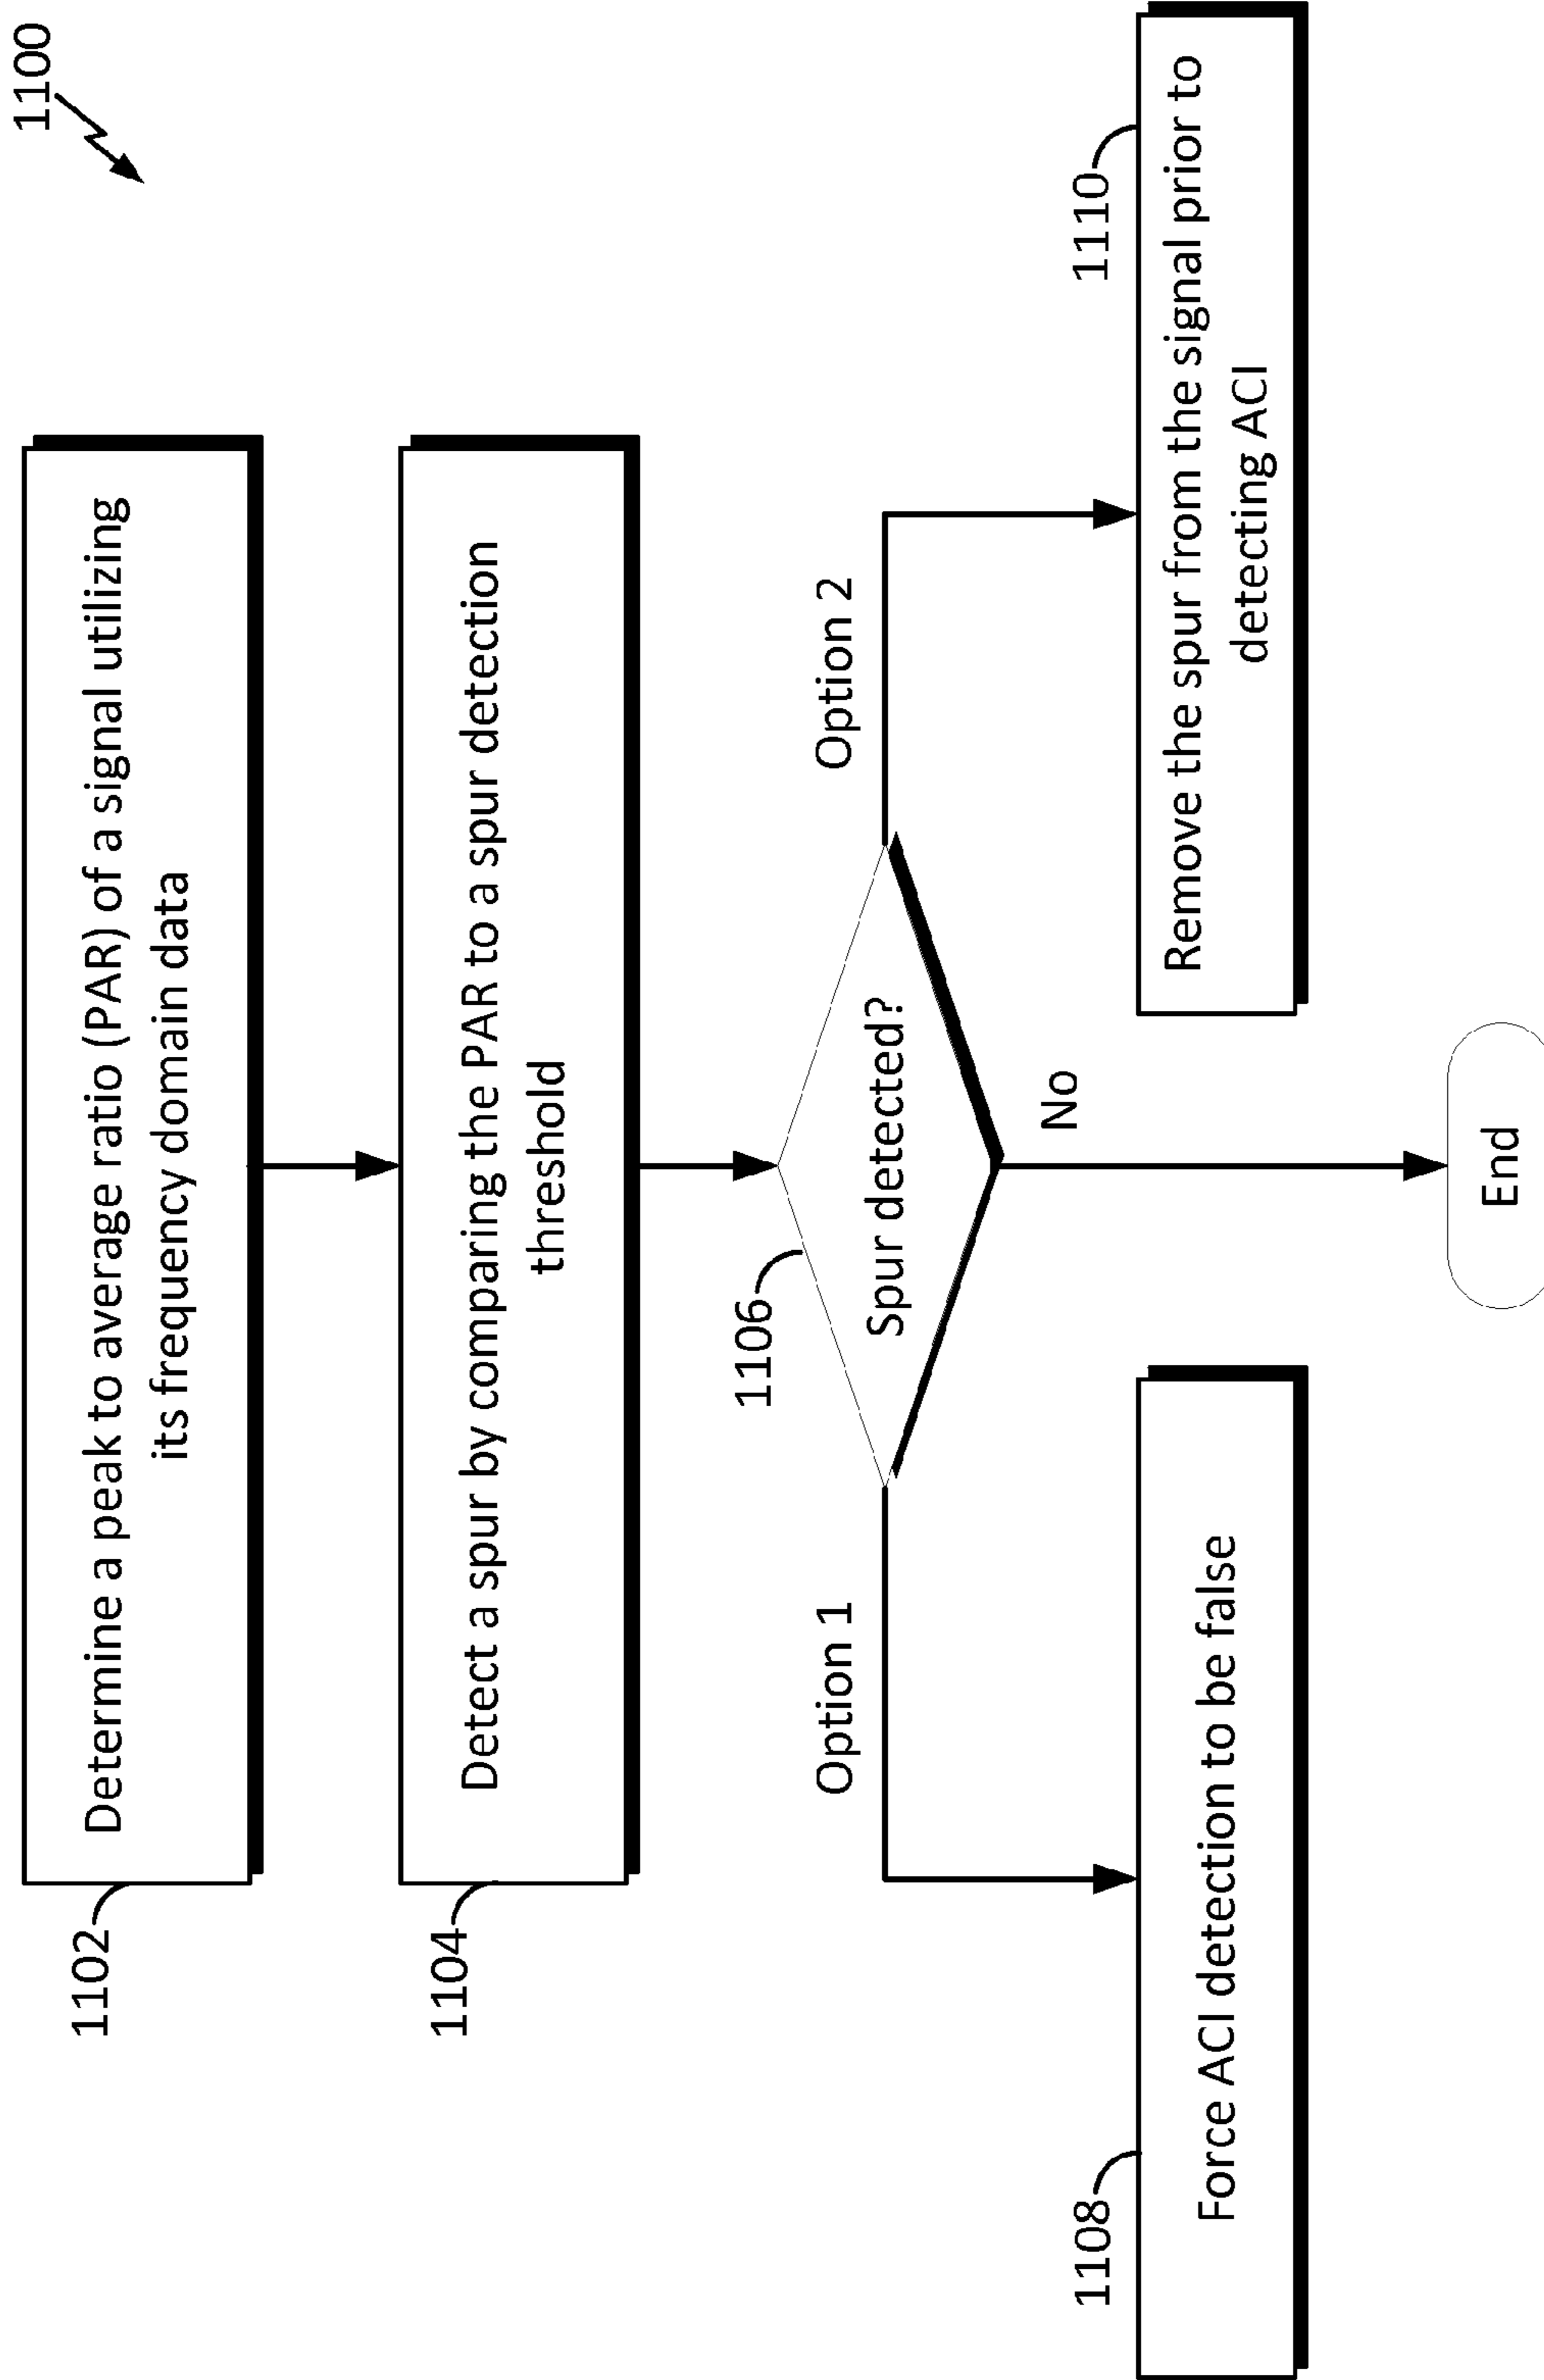 1100
1102
Determine a peak to average ratio (PAR) of a signal utilizing
its frequency domain data
1104
Detect a spur by comparing the PAR to a spur detection
threshold
1106
Spur detected?
Option 1
Option 2
No
1108
Force ACI detection to be false
1110
Remove the spur from the signal prior to
detecting ACI
End